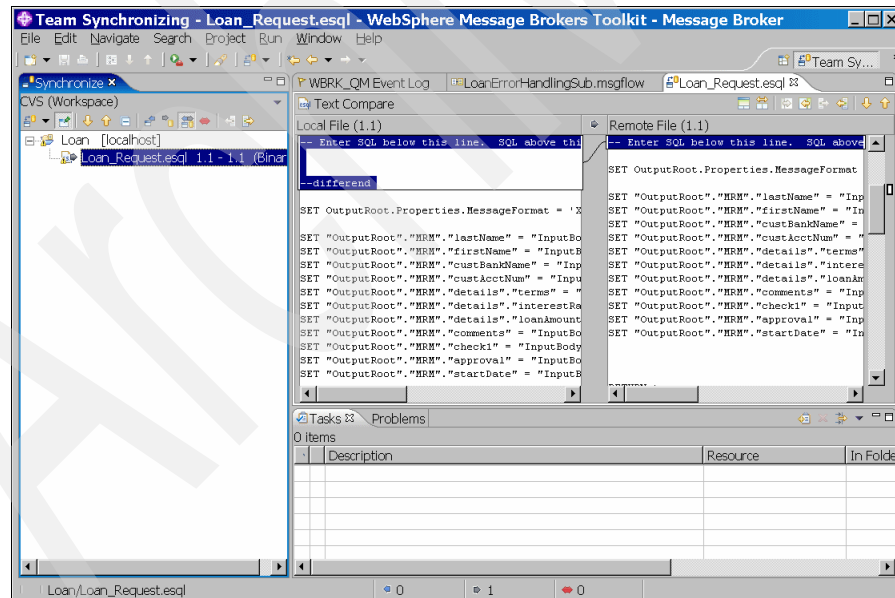 Team Synchronizing - Loan_Request.esql - WebSphere Message Brokers Toolkit - Message Broker
File Edit Navigate Search Project Run Window Help
Team Sy...
Synchronize
WBRK_QM Event Log LoanErrorHandlingSub.msgflow Loan_Request.esql
CVS (Workspace)
Text Compare
Local File (1.1) Remote File (1.1)
Loan [localhost]
Loan_Request.esql 1.1 - 1.1 (Binar
-- Enter SQL below this line. SQL above thi
--differend
SET OutputRoot.Properties.MessageFormat = 'X
SET "OutputRoot"."MRM"."lastName" = "InputBo
SET "OutputRoot"."MRM"."firstName" = "InputB
SET "OutputRoot"."MRM"."custBankName" = "Inp
SET "OutputRoot"."MRM"."custAcctNum" = "Inpu
SET "OutputRoot"."MRM"."details"."terms" = "
SET "OutputRoot"."MRM"."details"."interestRa
SET "OutputRoot"."MRM"."details"."loanAmount
SET "OutputRoot"."MRM"."comments" = "InputBo
SET "OutputRoot"."MRM"."check1" = "InputBody
SET "OutputRoot"."MRM"."approval" = "InputBo
SET "OutputRoot"."MRM"."startDate" = "InputB
-- Enter SQL below this line. SQL above
SET OutputRoot.Properties.MessageFormat
SET "OutputRoot"."MRM"."lastName" = "Inp
SET "OutputRoot"."MRM"."firstName" = "In
SET "OutputRoot"."MRM"."custBankName" =
SET "OutputRoot"."MRM"."custAcctNum" = "
SET "OutputRoot"."MRM"."details"."terms"
SET "OutputRoot"."MRM"."details"."intere
SET "OutputRoot"."MRM"."details"."loanAm
SET "OutputRoot"."MRM"."comments" = "Inp
SET "OutputRoot"."MRM"."check1" = "Input
SET "OutputRoot"."MRM"."approval" = "Inp
SET "OutputRoot"."MRM"."startDate" = "In
Tasks Problems
0 items
Description Resource In Folde
Loan/Loan_Request.esql 0 1 0